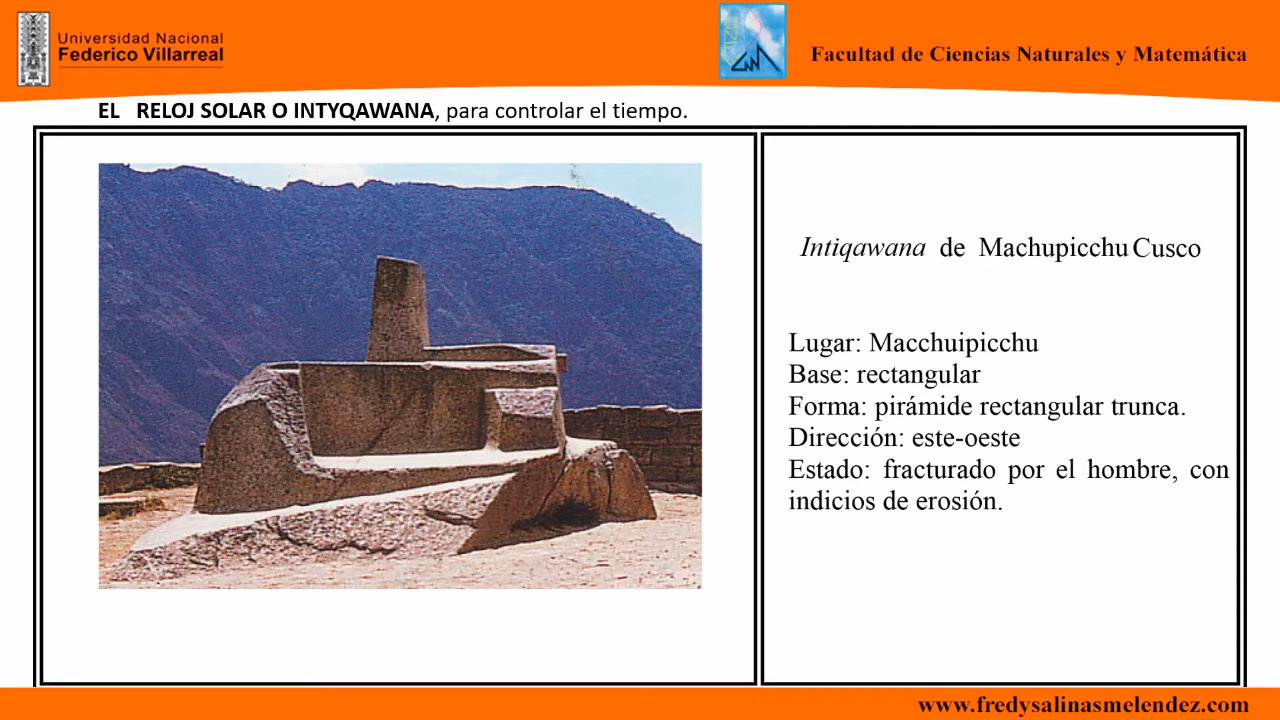 Universidad Nacional
Federico Villarreal
Facultad de Ciencias Naturales y Matemática
EL RELOJ SOLAR O INTYQAWANA, para controlar el tiempo.
Intiqawana de Machupicchu Cusco
Lugar: Macchuipicchu
Base: rectangular
Forma: pirámide rectangular trunca.
Dirección: este-oeste
Estado: fracturado por el hombre, con
indicios de erosión.
www.fredysalinasmelendez.com